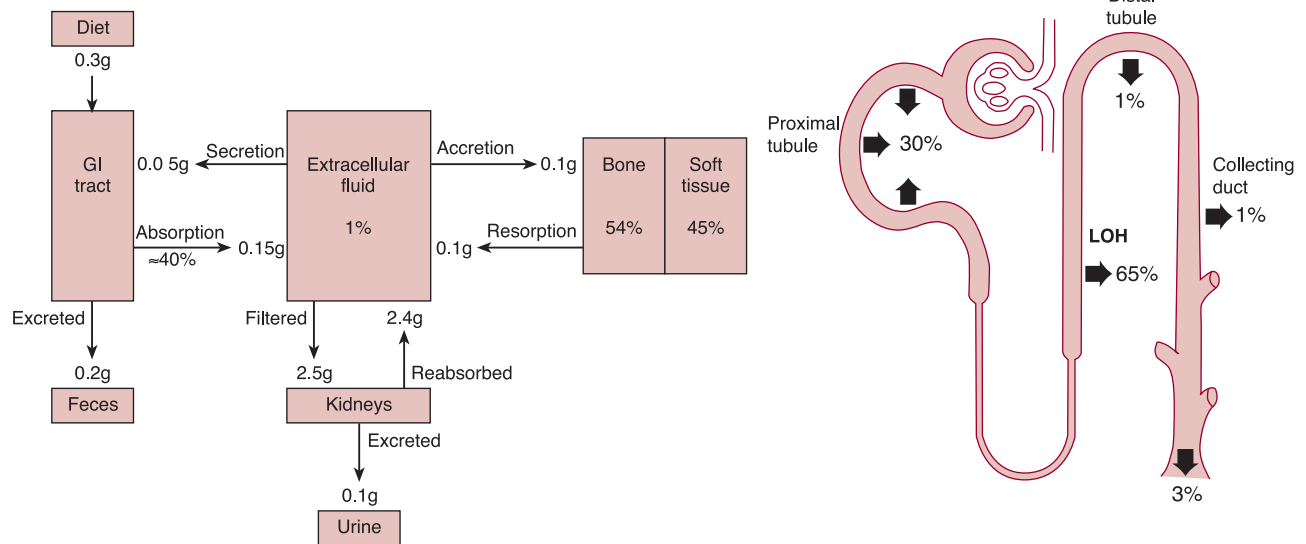 Diet
0.3g
GI
tract
0.0 5g
Secretion
Absorption
≈40%
0.15g
Extracellular
fluid
1%
Accretion
0.1g
Resorption
0.1g
Bone
54%
Soft
tissue
45%
Excreted
0.2g
Feces
Filtered
2.5g
2.4g
Reabsorbed
Kidneys
Excreted
0.1g
Urine
Distal
tubule
1%
Proximal
tubule
30%
Collecting
duct
1%
LOH
65%
3%